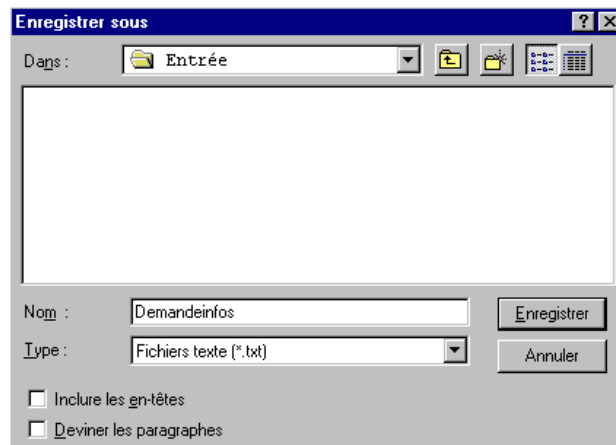 Enregistrer sous
Dans :
Entrée
Nom :
Demandeinfos
Enregistrer
Type :
Fichiers texte (*.txt)
Annuler
Inclure les en-têtes
Deviner les paragraphes